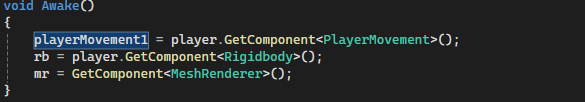 void Awake()
{
playerMovement1 = player.GetComponent<PlayerMovement>();
rb = player.GetComponent<Rigidbody>();
mr = GetComponent<MeshRenderer>();
}